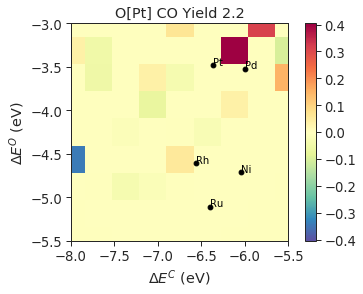 O[Pt] CO Yield 2.2
−3.0
−3.5
−4.0
−4.5
−5.0
−5.5
ΔE^O (eV)
Pt
Pd
Rh
Ni
Ru
−8.0 −7.5 −7.0 −6.5 −6.0 −5.5
ΔE^C (eV)
0.4
0.3
0.2
0.1
0.0
−0.1
−0.2
−0.3
−0.4